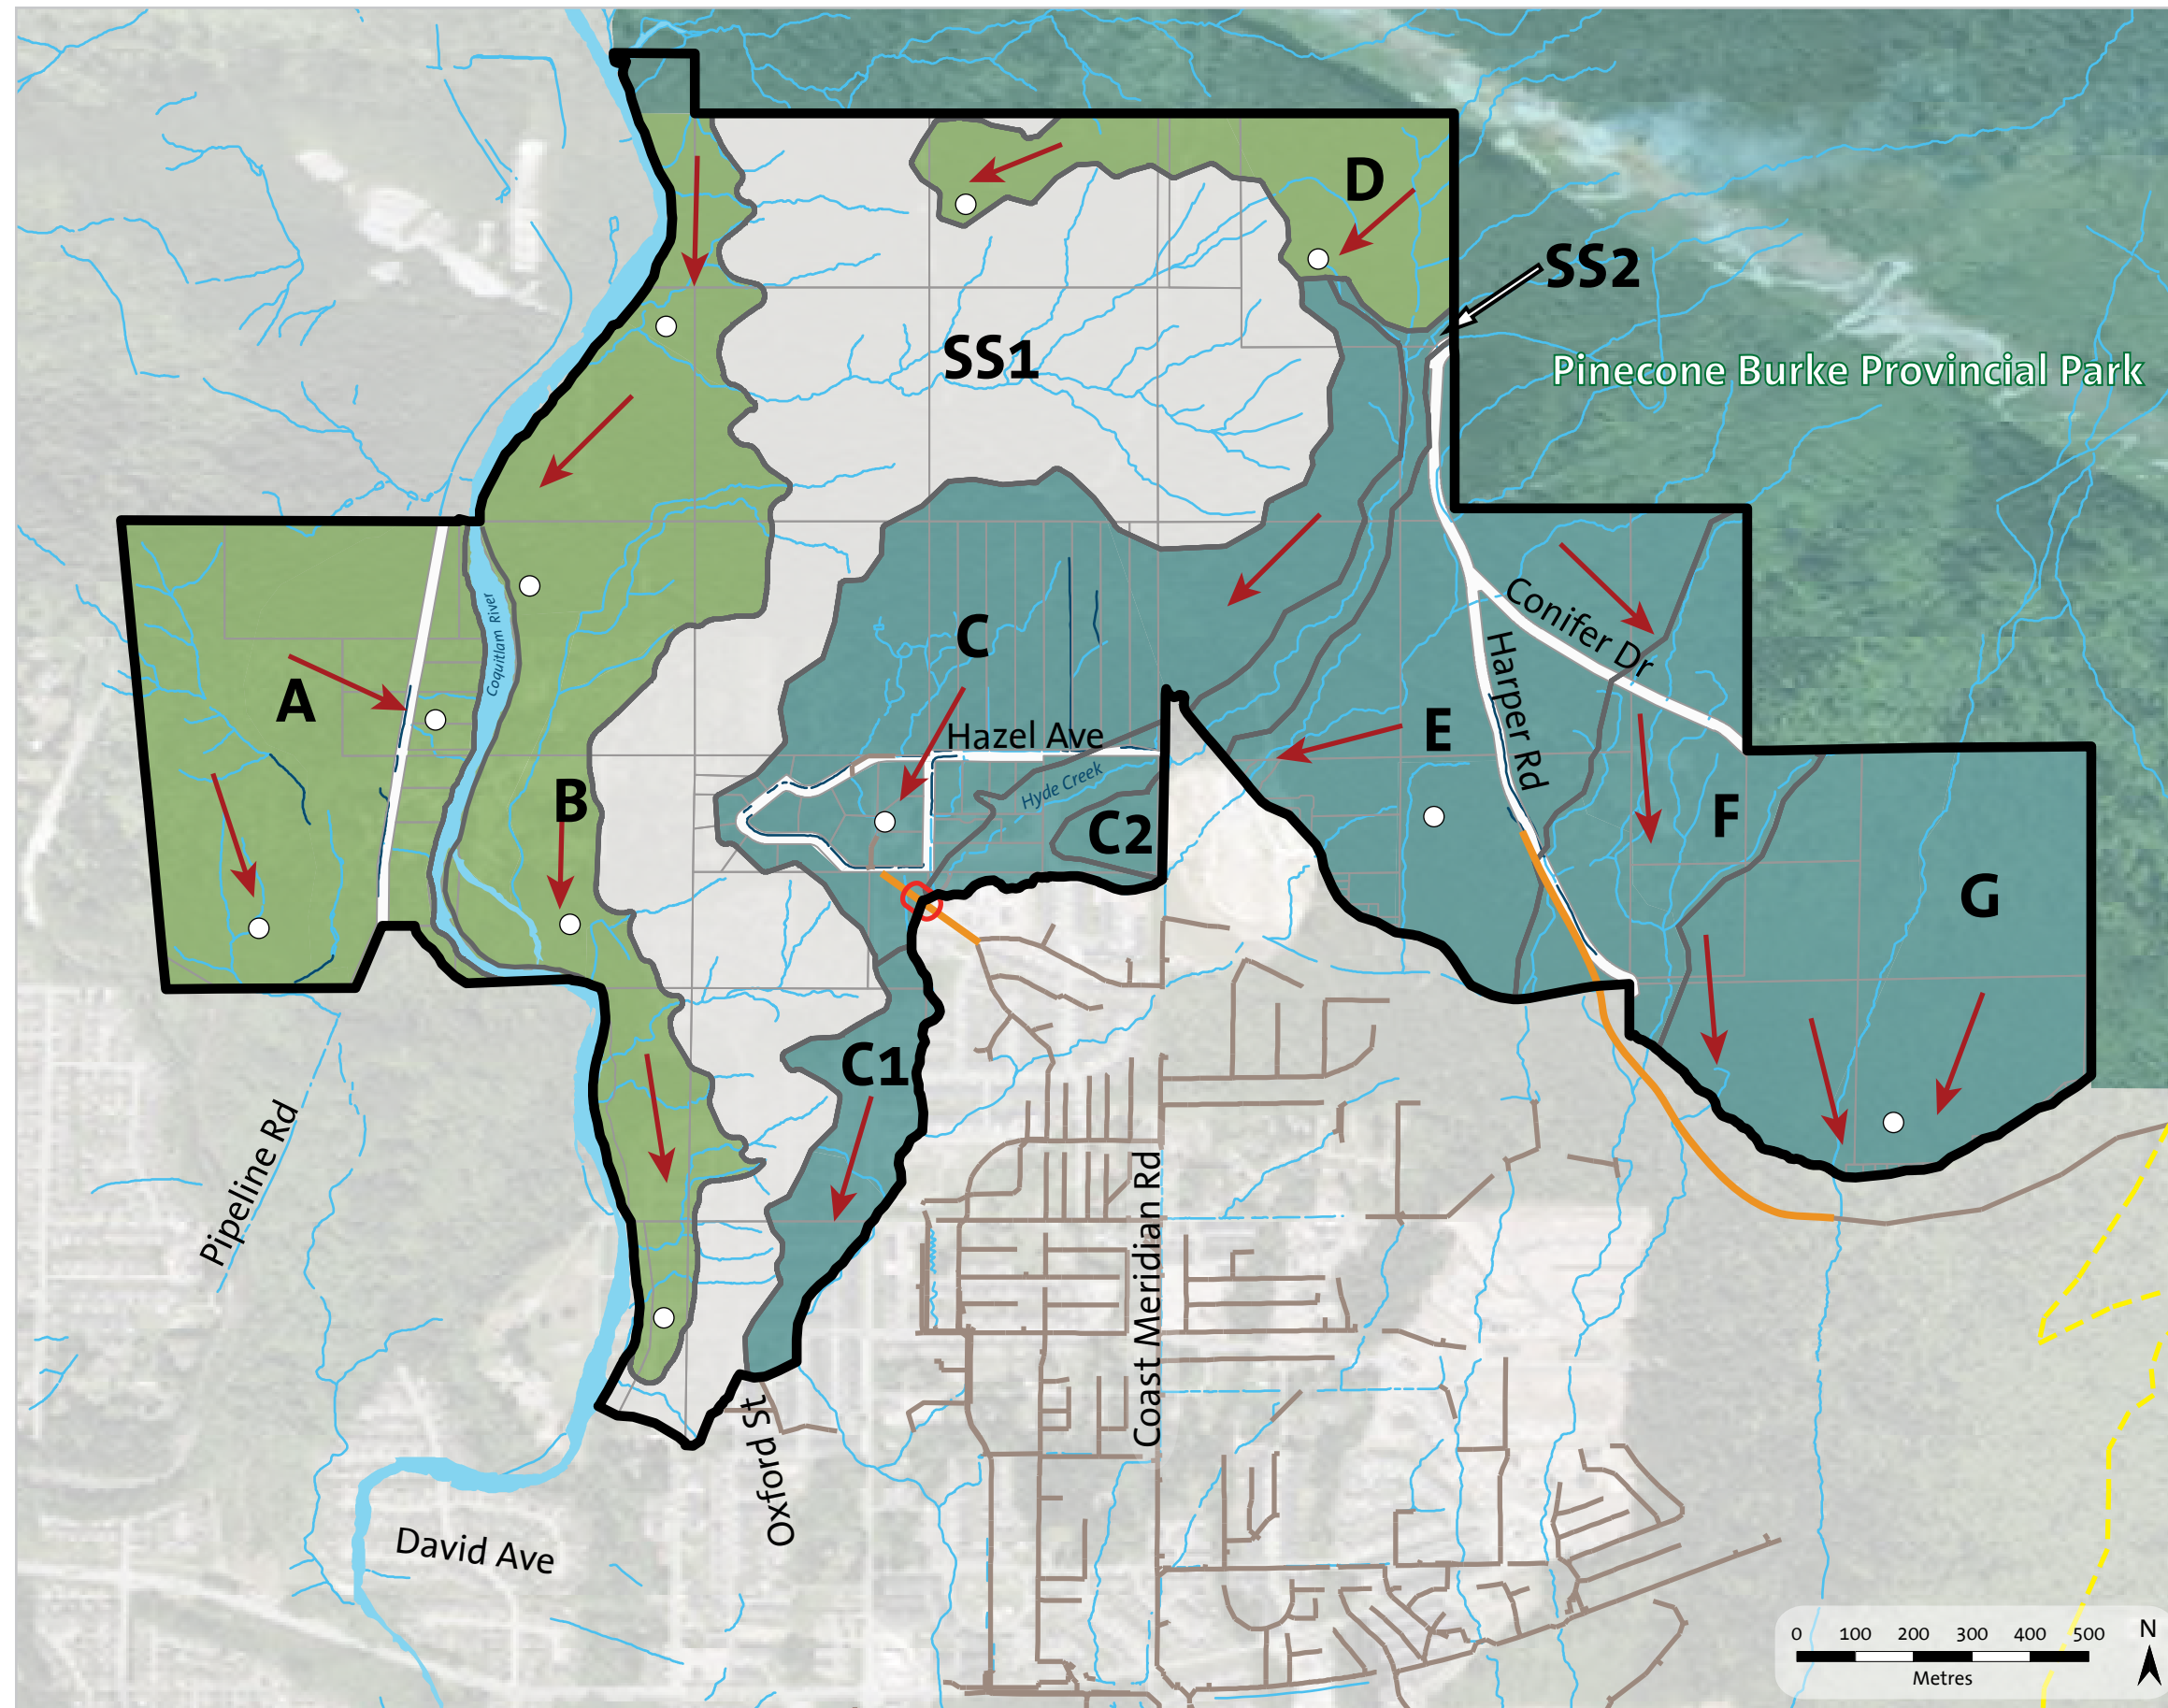 D
SS2
SS1
Pinecone Burke Provincial Park
Conifer Dr
C
Coquitlam River
Harper Rd
A
Hazel Ave
E
B
Hyde Creek
C2
F
G
C1
Pipeline Rd
Coast Meridian Rd
Oxford St
David Ave
0 100 200 300 400 500
Metres
N